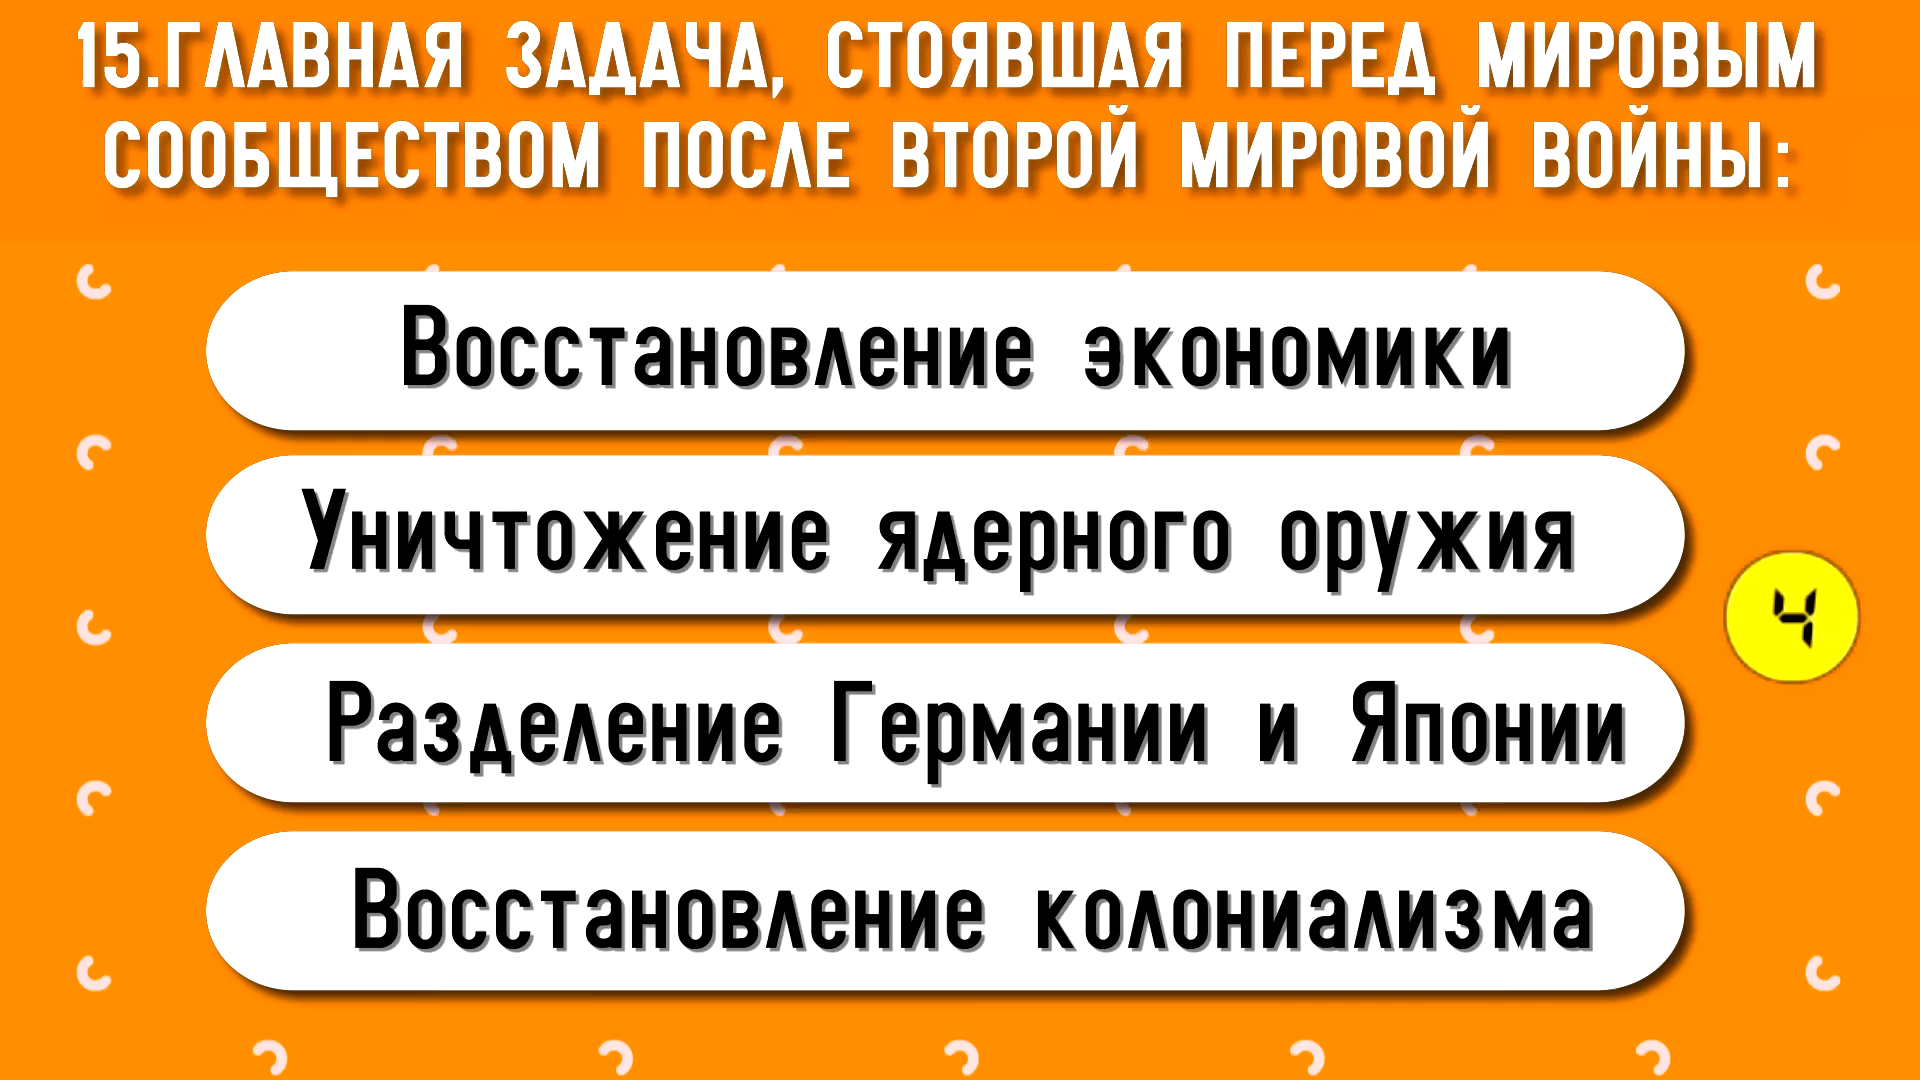 15.ГЛАВНАЯ ЗАДАЧА, СТОЯВШАЯ ПЕРЕД МИРОВЫМ
СООБЩЕСТВОМ ПОСЛЕ ВТОРОЙ МИРОВОЙ ВОЙНЫ:
Восстановление экономики
Уничтожение ядерного оружия
4
Разделение Германии и Японии
Восстановление колониализма